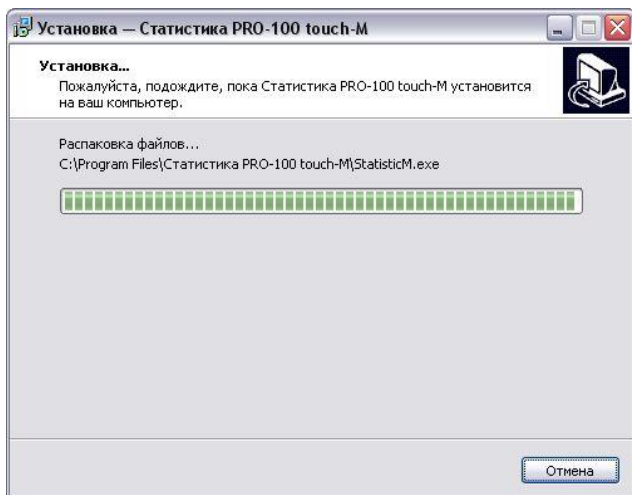 Установка — Статистика PRO-100 touch-M
Установка...
Пожалуйста, подождите, пока Статистика PRO-100 touch-M установится
на ваш компьютер.
Распаковка файлов...
C:\Program Files\Статистика PRO-100 touch-M\StatisticM.exe
Отмена